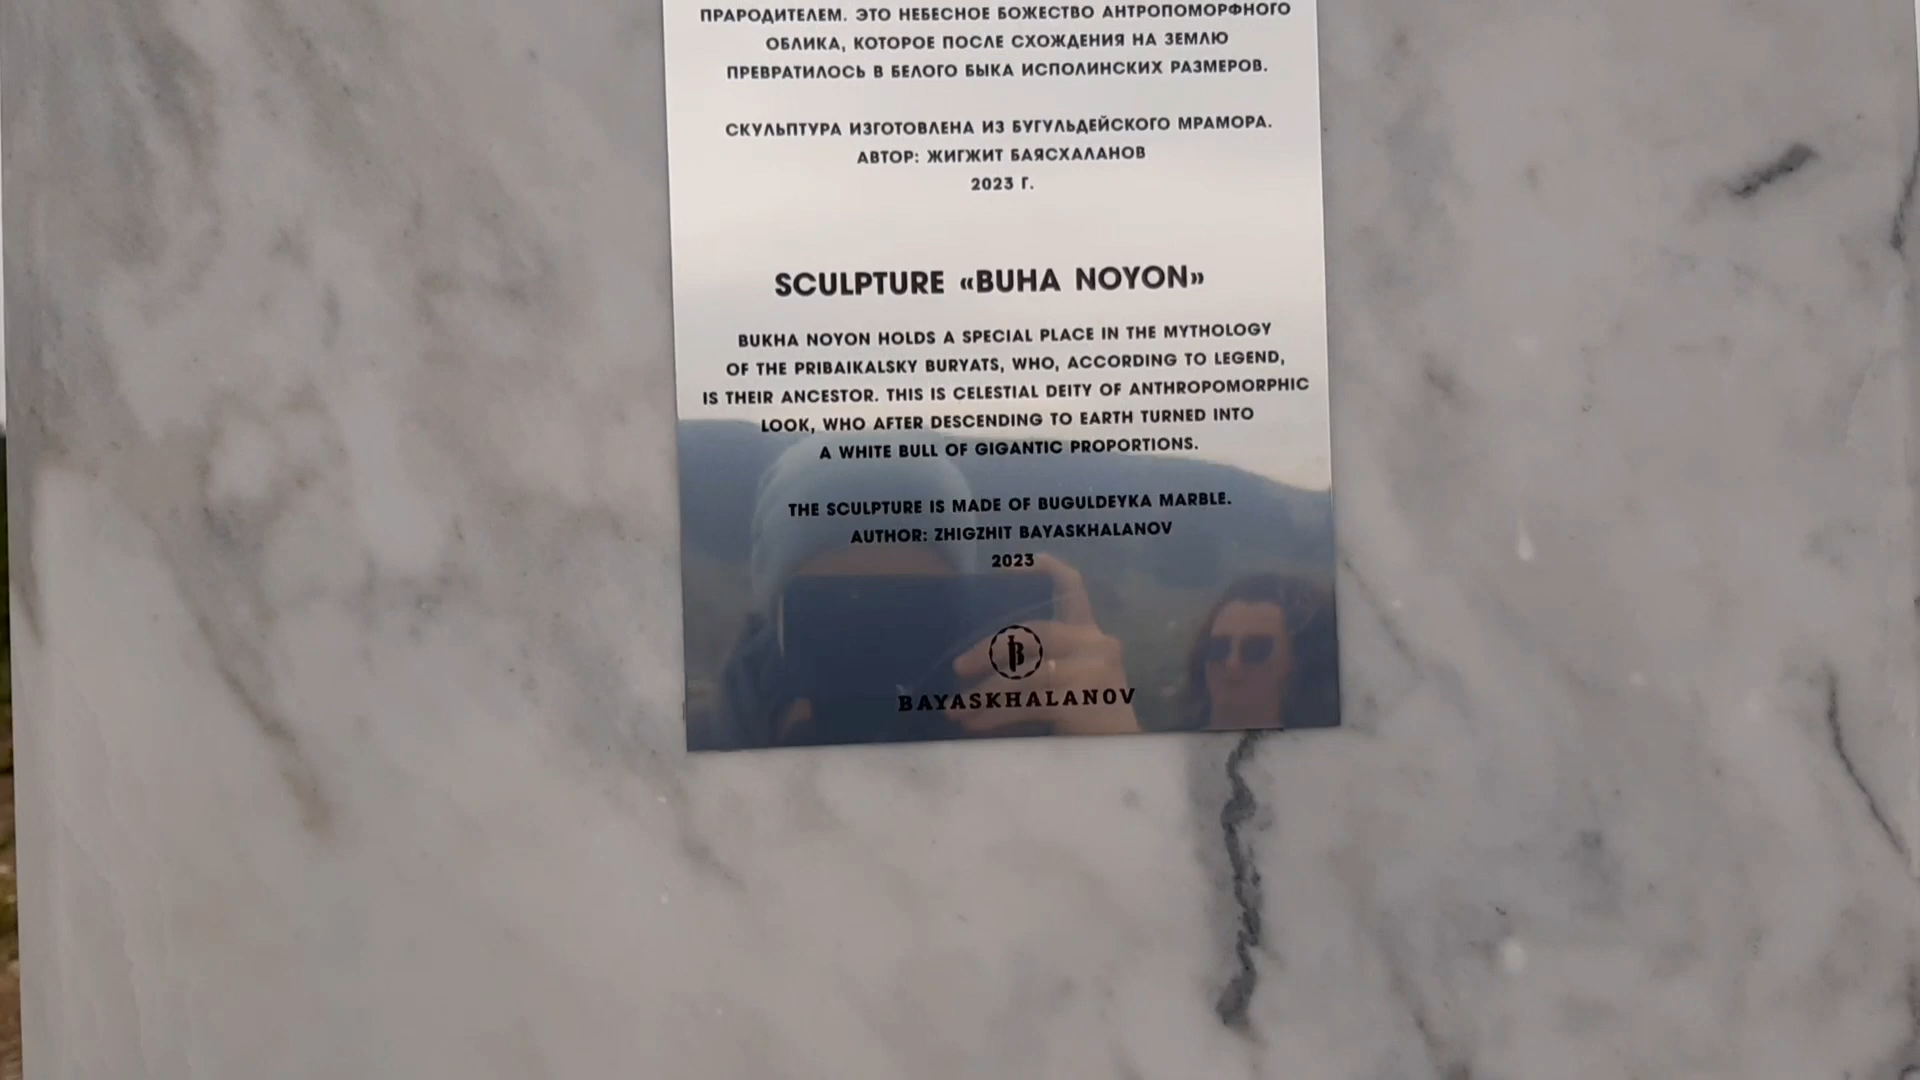 ПРАРОДИТЕЛЕМ. ЭТО НЕБЕСНОЕ БОЖЕСТВО АНТРОПОМОРФНОГО
ОБЛИКА, КОТОРОЕ ПОСЛЕ СХОЖДЕНИЯ НА ЗЕМЛЮ
ПРЕВРАТИЛОСЬ В БЕЛОГО БЫКА ИСПОЛИНСКИХ РАЗМЕРОВ.
СКУЛЬПТУРА ИЗГОТОВЛЕНА ИЗ БУГУЛЬДЕЙСКОГО МРАМОРА.
АВТОР: ЖИГЖИТ БАЯСХАЛАНОВ
2023 Г.
SCULPTURE «BUHA NOYON»
BUKHA NOYON HOLDS A SPECIAL PLACE IN THE MYTHOLOGY
OF THE PRIBAIKALSKY BURYATS, WHO, ACCORDING TO LEGEND,
IS THEIR ANCESTOR. THIS IS CELESTIAL DEITY OF ANTHROPOMORPHIC
LOOK, WHO AFTER DESCENDING TO EARTH TURNED INTO
A WHITE BULL OF GIGANTIC PROPORTIONS.
THE SCULPTURE IS MADE OF BUGULDEYKA MARBLE.
AUTHOR: ZHIGZHIT BAYASKHALANOV
2023
BAYASKHALANOV